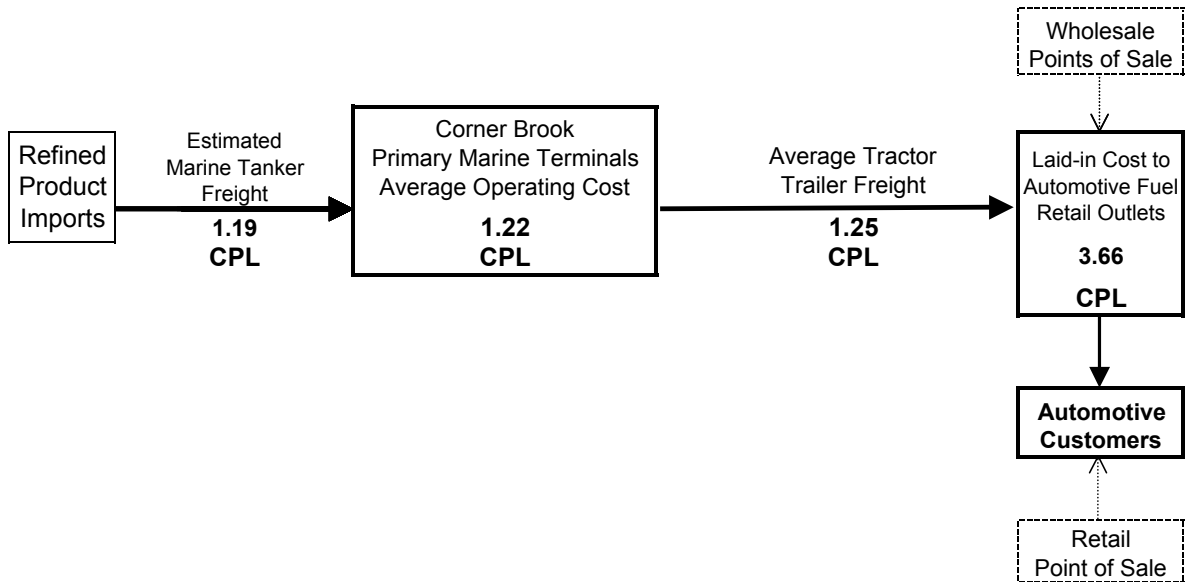 Wholesale
Points of Sale
Refined
Product
Imports
Estimated
Marine Tanker
Freight
1.19
CPL
Corner Brook
Primary Marine Terminals
Average Operating Cost
1.22
CPL
Average Tractor
Trailer Freight
1.25
CPL
Laid-in Cost to
Automotive Fuel
Retail Outlets
3.66
CPL
Automotive
Customers
Retail
Point of Sale